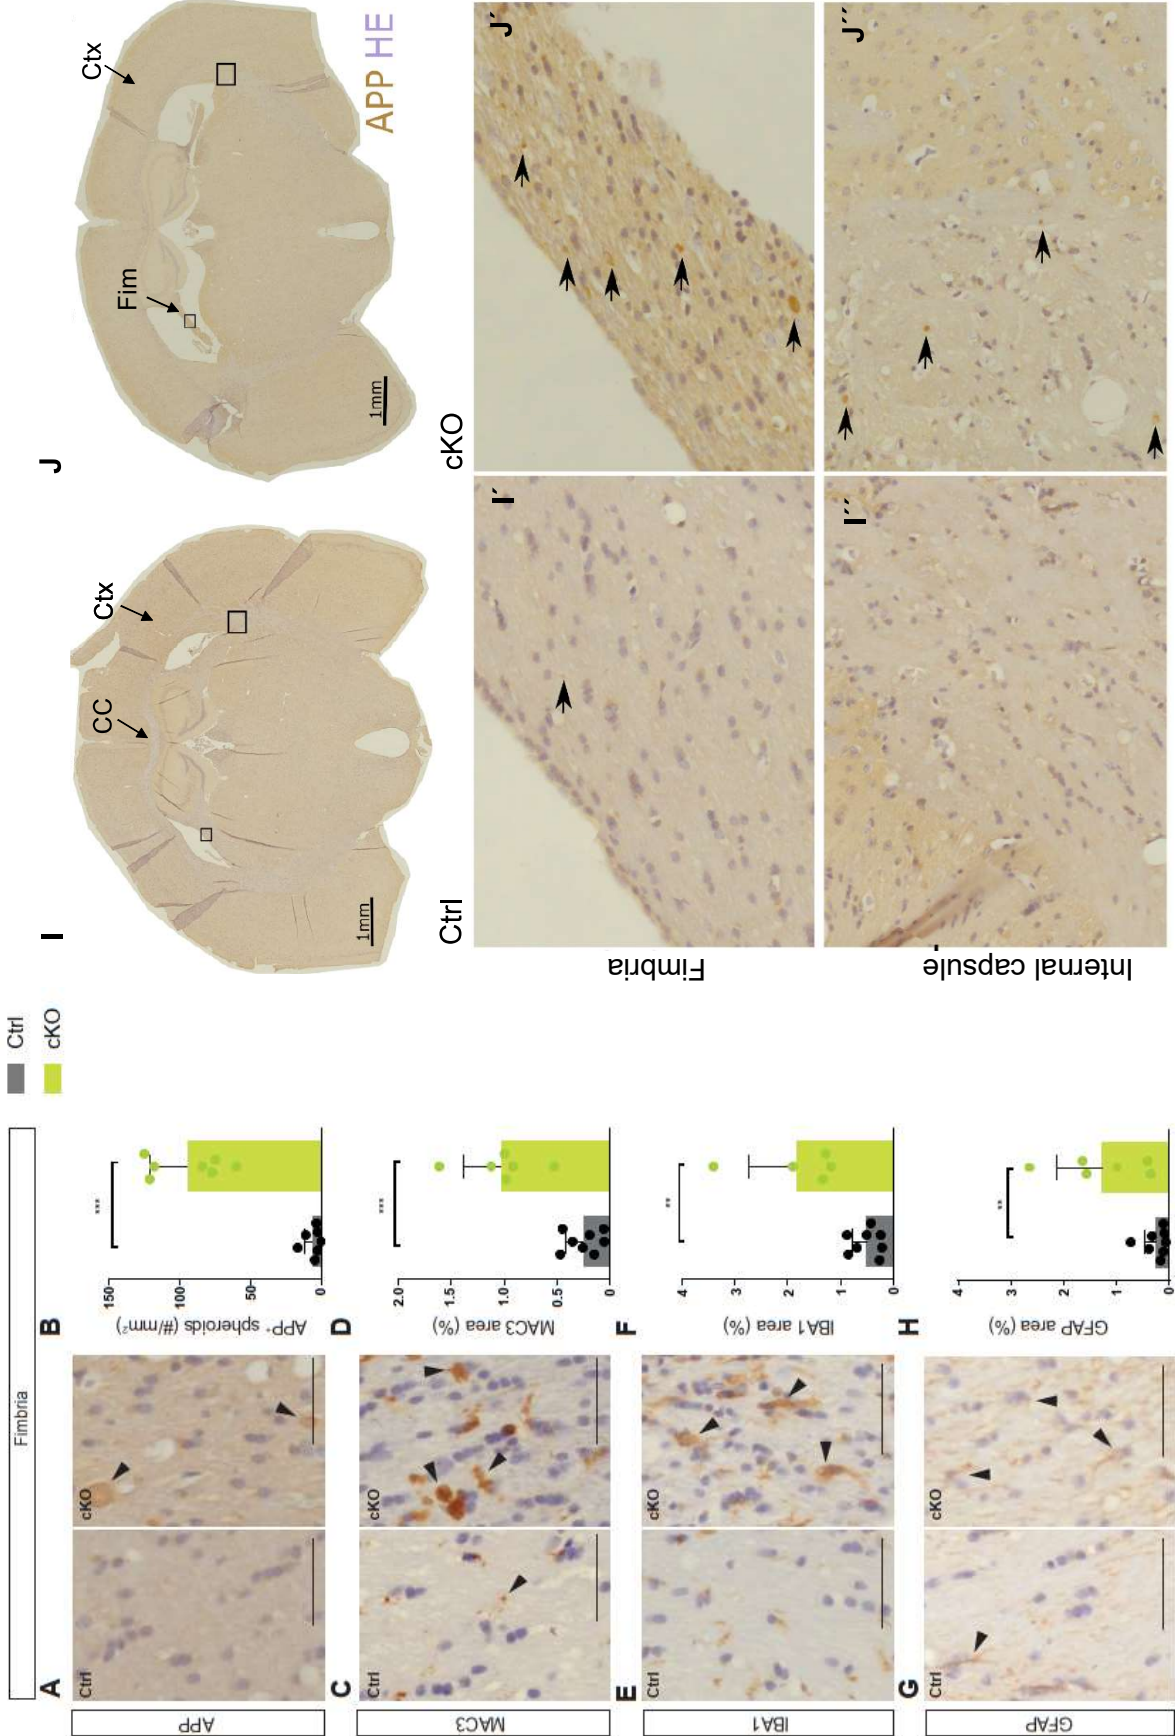 Fimbria
Ctrl
cKO
A
APP
Ctrl
cKO
B
APP⁺ spheroids (#/mm²)
150
100
50
0
***
C
MAC3
Ctrl
cKO
D
MAC3 area (%)
2.0
1.5
1.0
0.5
0
***
E
IBA1
Ctrl
cKO
F
IBA1 area (%)
4
3
2
1
0
**
G
GFAP
Ctrl
cKO
H
GFAP area (%)
4
3
2
1
0
**
I
CC
Ctx
1mm
J
Fim
Ctx
1mm
APP HE
Ctrl
cKO
Fimbria
I´
J´
Internal capsule
I´´
J´´